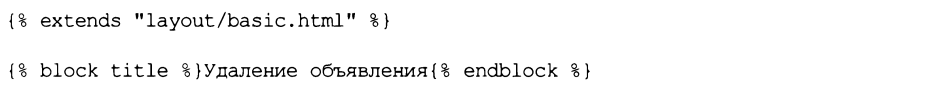 {% extends "layout/basic.html" %}
{% block title %}Удаление объявления{% endblock %}